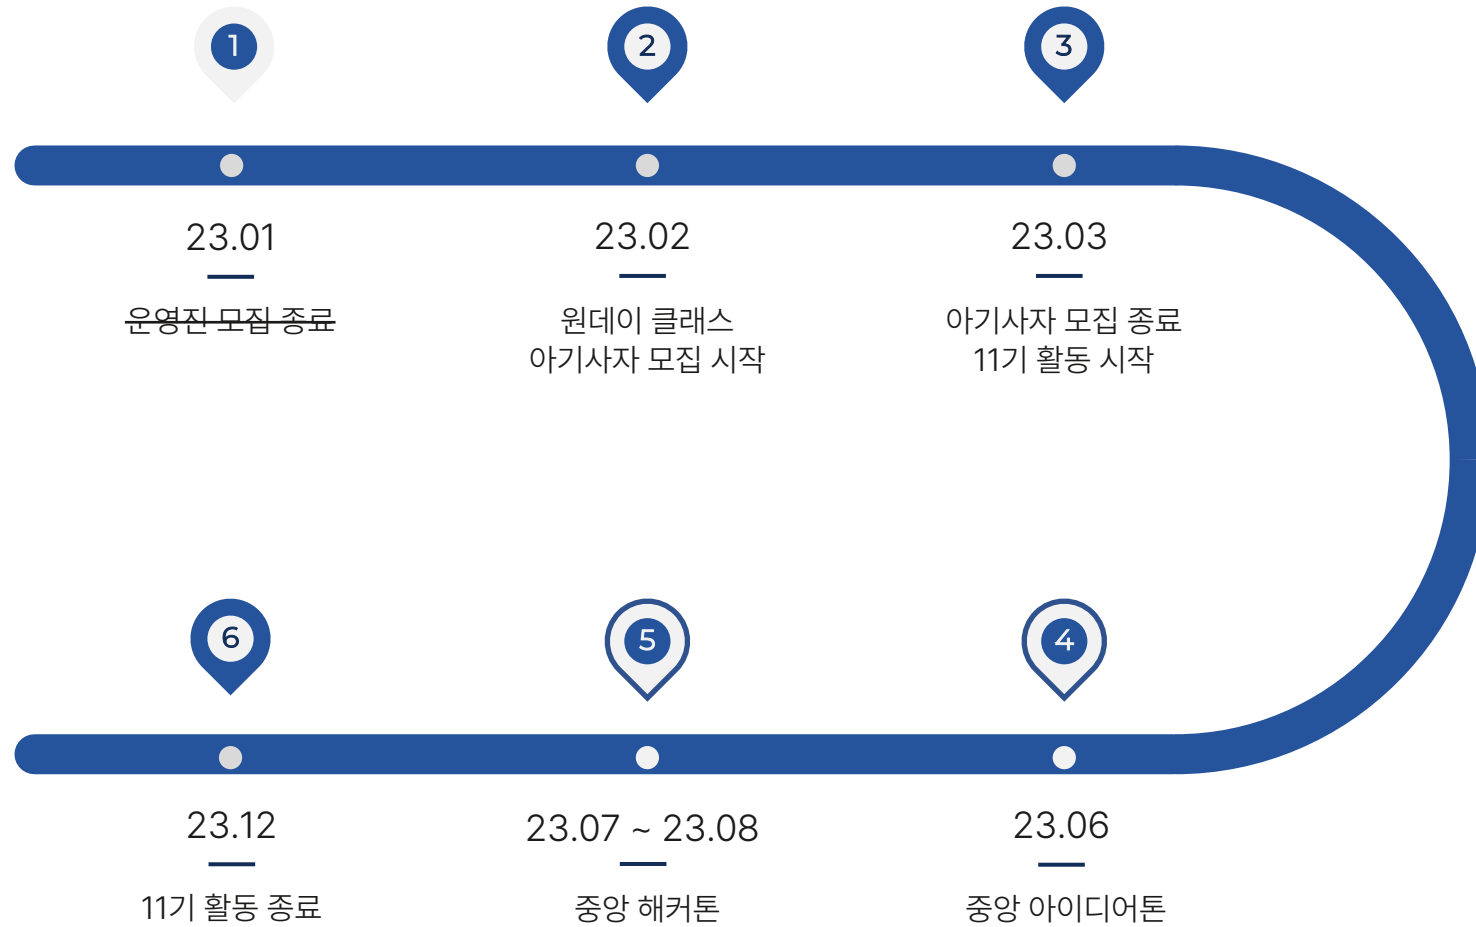 1
2
3
23.01
운영진 모집 종료
23.02
원데이 클래스
아기사자 모집 시작
23.03
아기사자 모집 종료
11기 활동 시작
4
23.06
중앙 아이디어톤
5
23.07 ~ 23.08
중앙 해커톤
6
23.12
11기 활동 종료